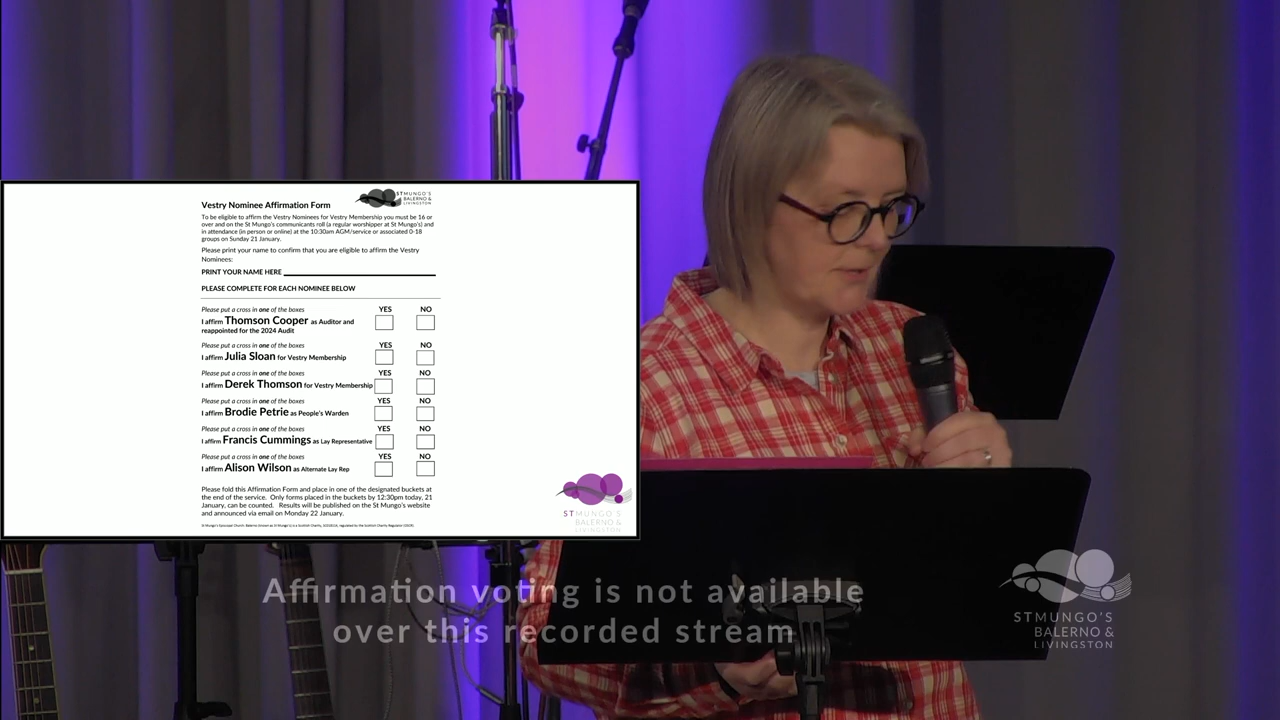 Vestry Nominee Affirmation Form
STMUNGO'S
BALERNO &
LIVINGSTON
To be eligible to affirm the Vestry Nominees for Vestry Membership you must be 16 or
over and on the St Mungo's communicants roll (a regular worshipper at St Mungo's) and
in attendance (in person or online) at the 10:30am AGM/service or associated 0-18
groups on Sunday 21 January.
Please print your name to confirm that you are eligible to affirm the Vestry
Nominees:
PRINT YOUR NAME HERE
PLEASE COMPLETE FOR EACH NOMINEE BELOW
Please put a cross in one of the boxes YES NO
I affirm Thomson Cooper as Auditor and
reappointed for the 2024 Audit
Please put a cross in one of the boxes YES NO
I affirm Julia Sloan for Vestry Membership
Please put a cross in one of the boxes YES NO
I affirm Derek Thomson for Vestry Membership
Please put a cross in one of the boxes YES NO
I affirm Brodie Petrie as People's Warden
Please put a cross in one of the boxes YES NO
I affirm Francis Cummings as Lay Representative
Please put a cross in one of the boxes YES NO
I affirm Alison Wilson as Alternate Lay Rep
Please fold this Affirmation Form and place in one of the designated buckets at
the end of the service. Only forms placed in the buckets by 12:30pm today, 21
January, can be counted. Results will be published on the St Mungo's website
and announced via email on Monday 22 January.
STMUNGO'S
BALERNO &
LIVINGSTON
Affirmation voting is not available
over this recorded stream
STMUNGO'S
BALERNO &
LIVINGSTON